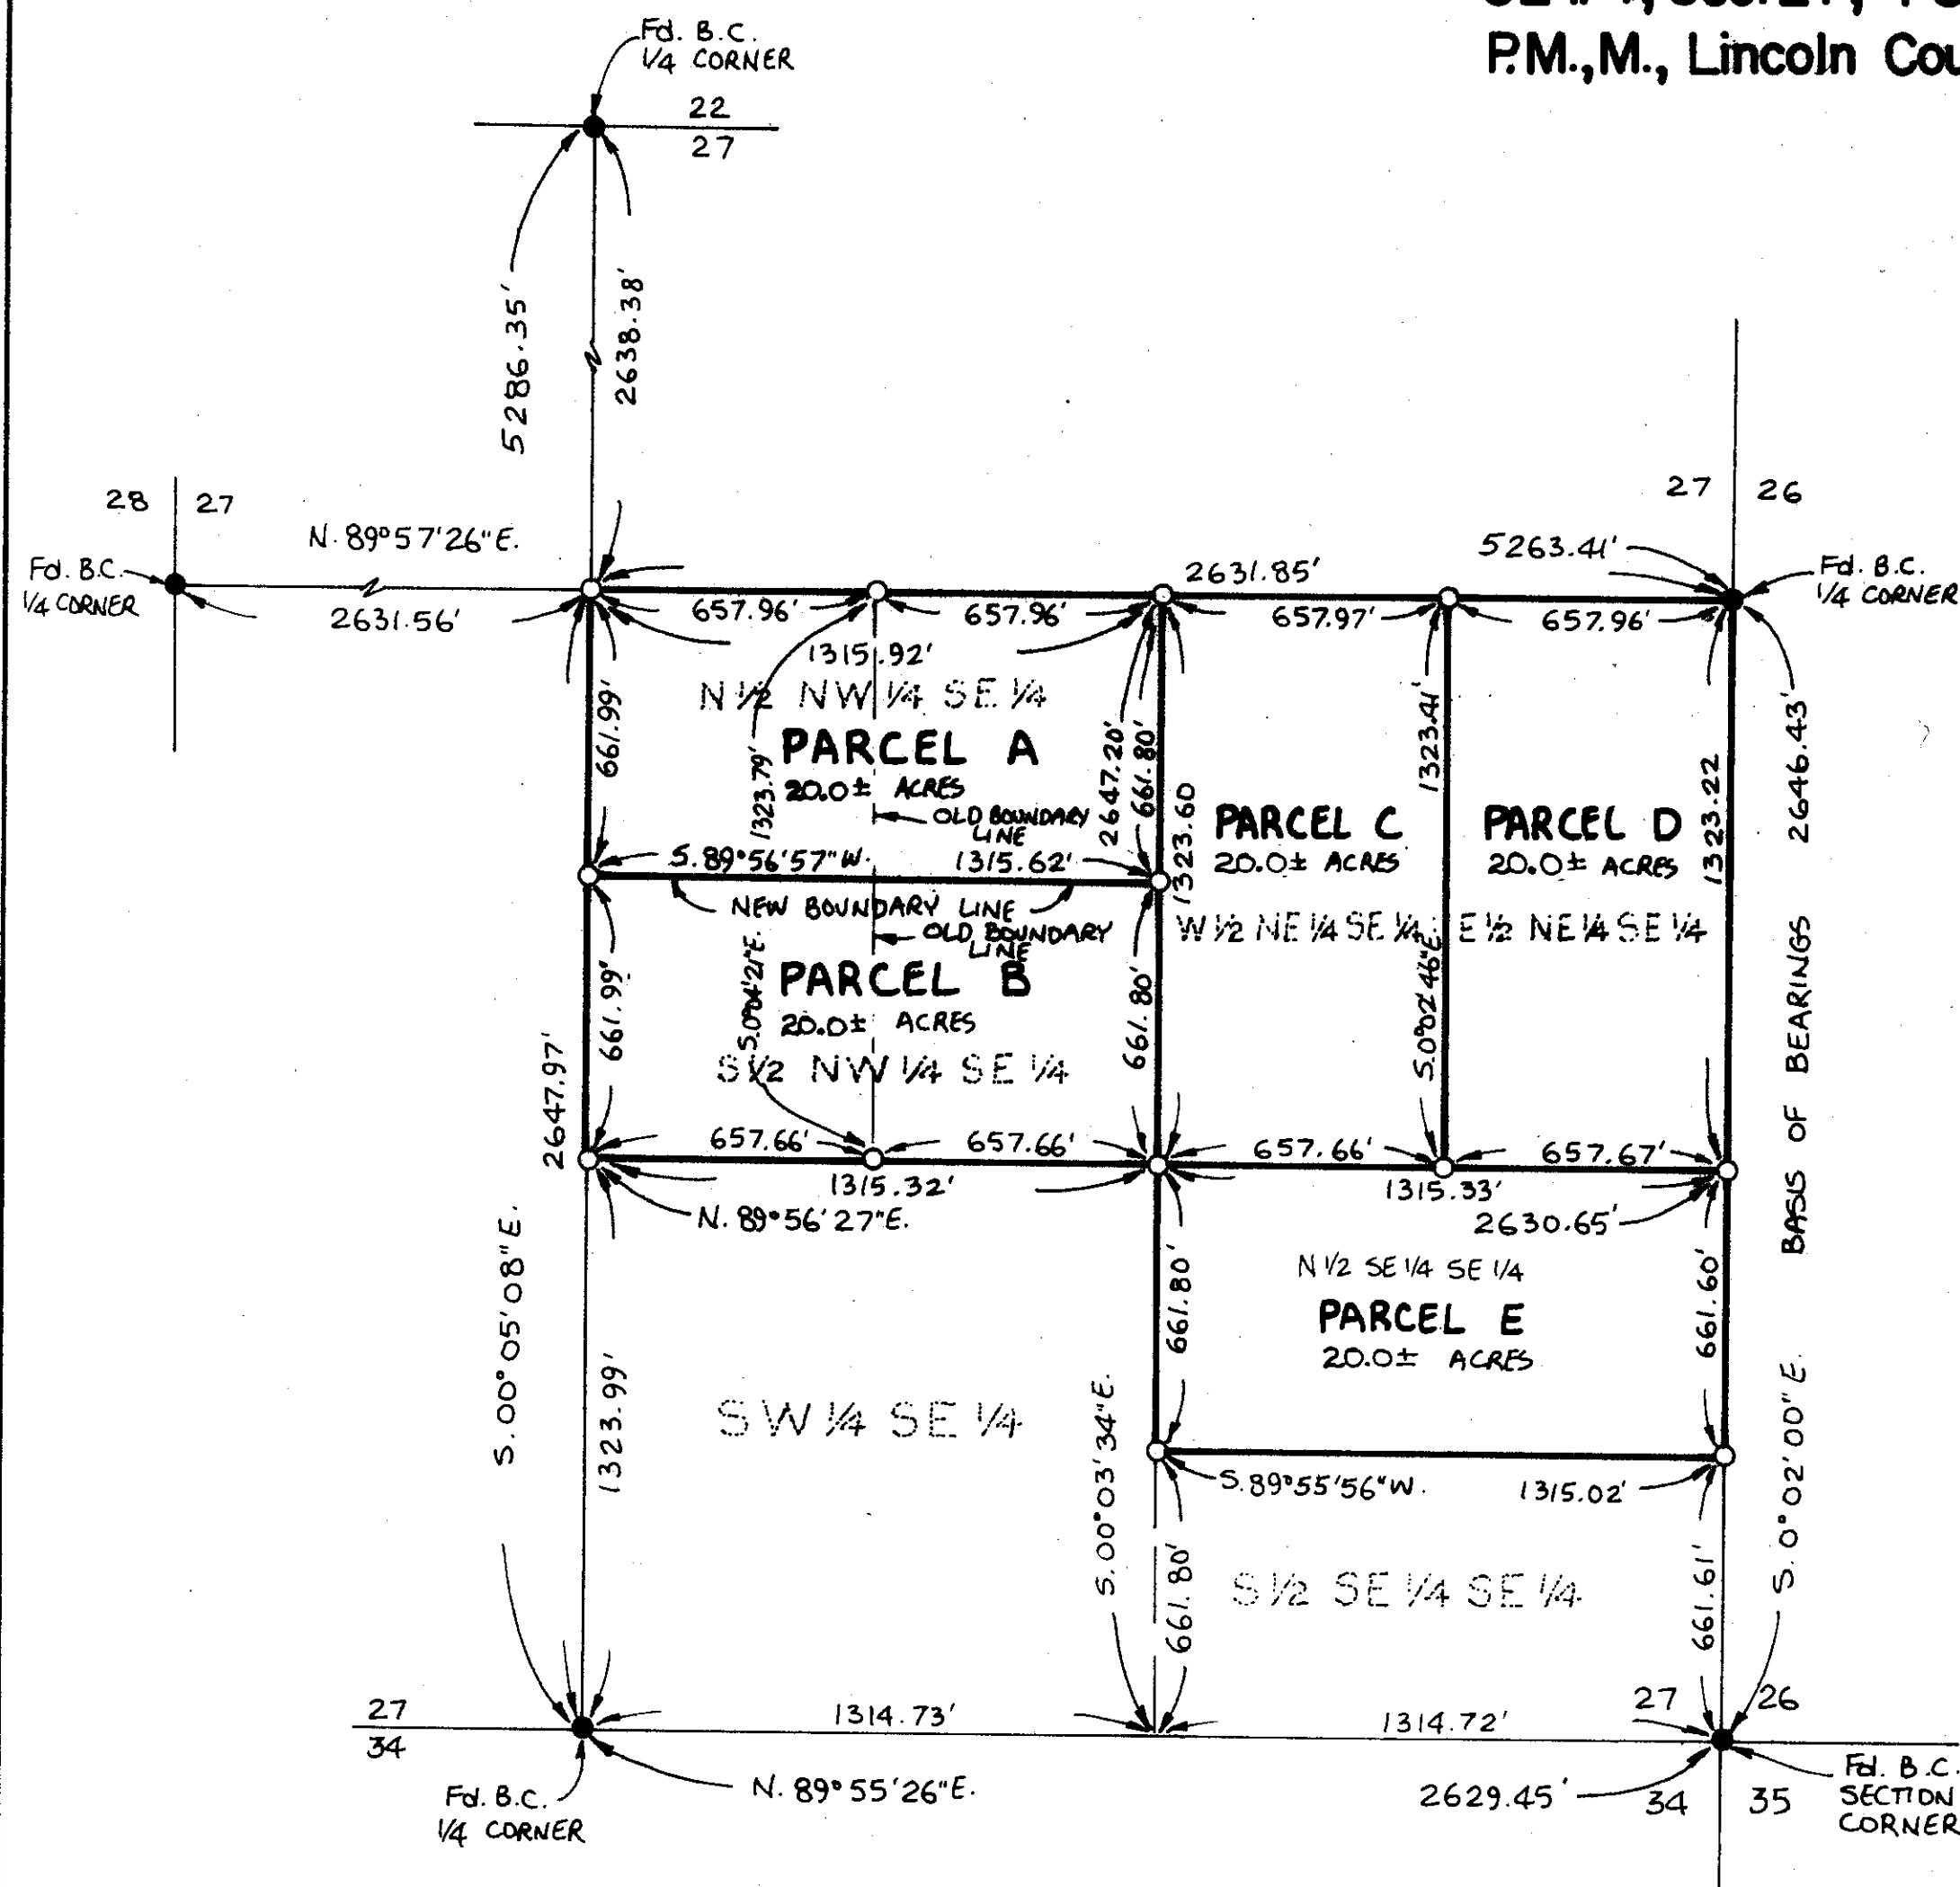 P.M.,M., Lincoln
Fd. B.C.
1/4 CORNER
22
27
5286.35'
2638.38'
28 27
N. 89°57'26"E.
Fd. B.C.
1/4 CORNER
2631.56'
27 26
5263.41'
2631.85'
Fd. B.C.
1/4 CORNER
657.96'
657.96'
657.97'
657.96'
1315.92'
N 1/2 NW 1/4 SE 1/4
PARCEL A
20.0± ACRES
OLD BOUNDARY
LINE
661.99'
1323.79'
2647.20'
661.80'
1323.60
1323.41'
1323.22
2646.43'
S. 89°56'57"W. 1315.62'
NEW BOUNDARY LINE
OLD BOUNDARY
LINE
PARCEL B
20.0± ACRES
S 1/2 NW 1/4 SE 1/4
661.99'
S.0°04'21"E.
661.80'
PARCEL C
20.0± ACRES
W 1/2 NE 1/4 SE 1/4
S.0°02'46"E.
PARCEL D
20.0± ACRES
E 1/2 NE 1/4 SE 1/4
BASIS OF BEARINGS
2647.97'
657.66'
657.66'
657.66'
657.67'
1315.32'
1315.33'
N. 89°56'27"E.
2630.65'
S. 00°05'08"E.
1323.99'
SW 1/4 SE 1/4
661.80'
N 1/2 SE 1/4 SE 1/4
PARCEL E
20.0± ACRES
661.60'
S. 89°55'56"W. 1315.02'
S. 00°03'34"E.
661.80'
S 1/2 SE 1/4 SE 1/4
661.61'
S. 0°02'00"E.
27
34
1314.73'
1314.72'
27 26
34 35
Fd. B.C.
1/4 CORNER
N. 89°55'26"E.
2629.45'
Fd. B.C.
SECTION
CORNER